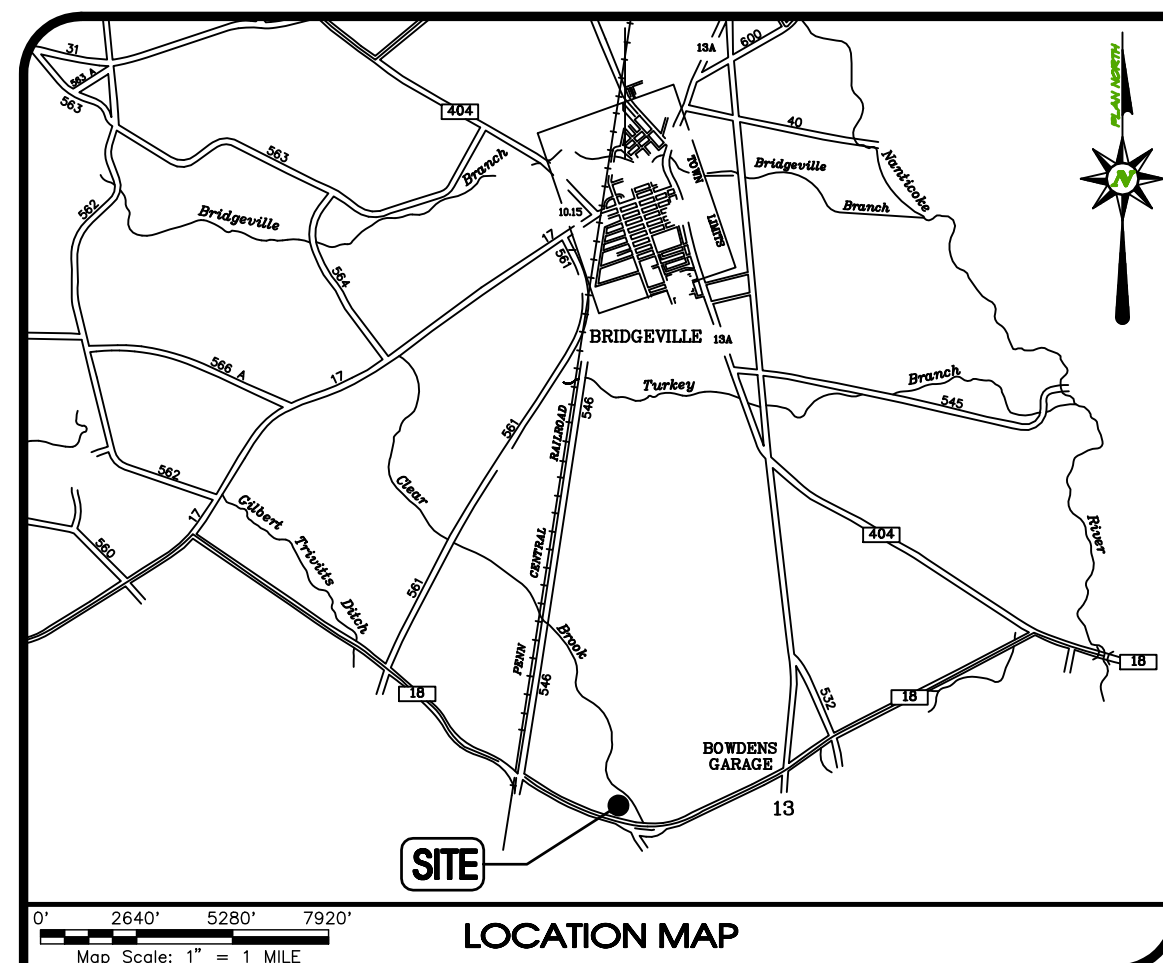 31
563 A
563
13A
600
PLAN NORTH
404
40
563
Branch
TOWN
Bridgeville
Nanticoke
N
562
Bridgeville
10.15
LIMITS
Branch
17
561
564
BRIDGEVILLE
13A
566 A
17
Turkey
Branch
546
545
561
RAILROAD
562
Clear
Gilbert
17
Trivitts
404
River
560
CENTRAL
561
Ditch
Brook
PENN
546
18
18
18
532
BOWDENS
GARAGE
13
SITE
0' 2640' 5280' 7920'
Map Scale: 1" = 1 MILE
LOCATION MAP